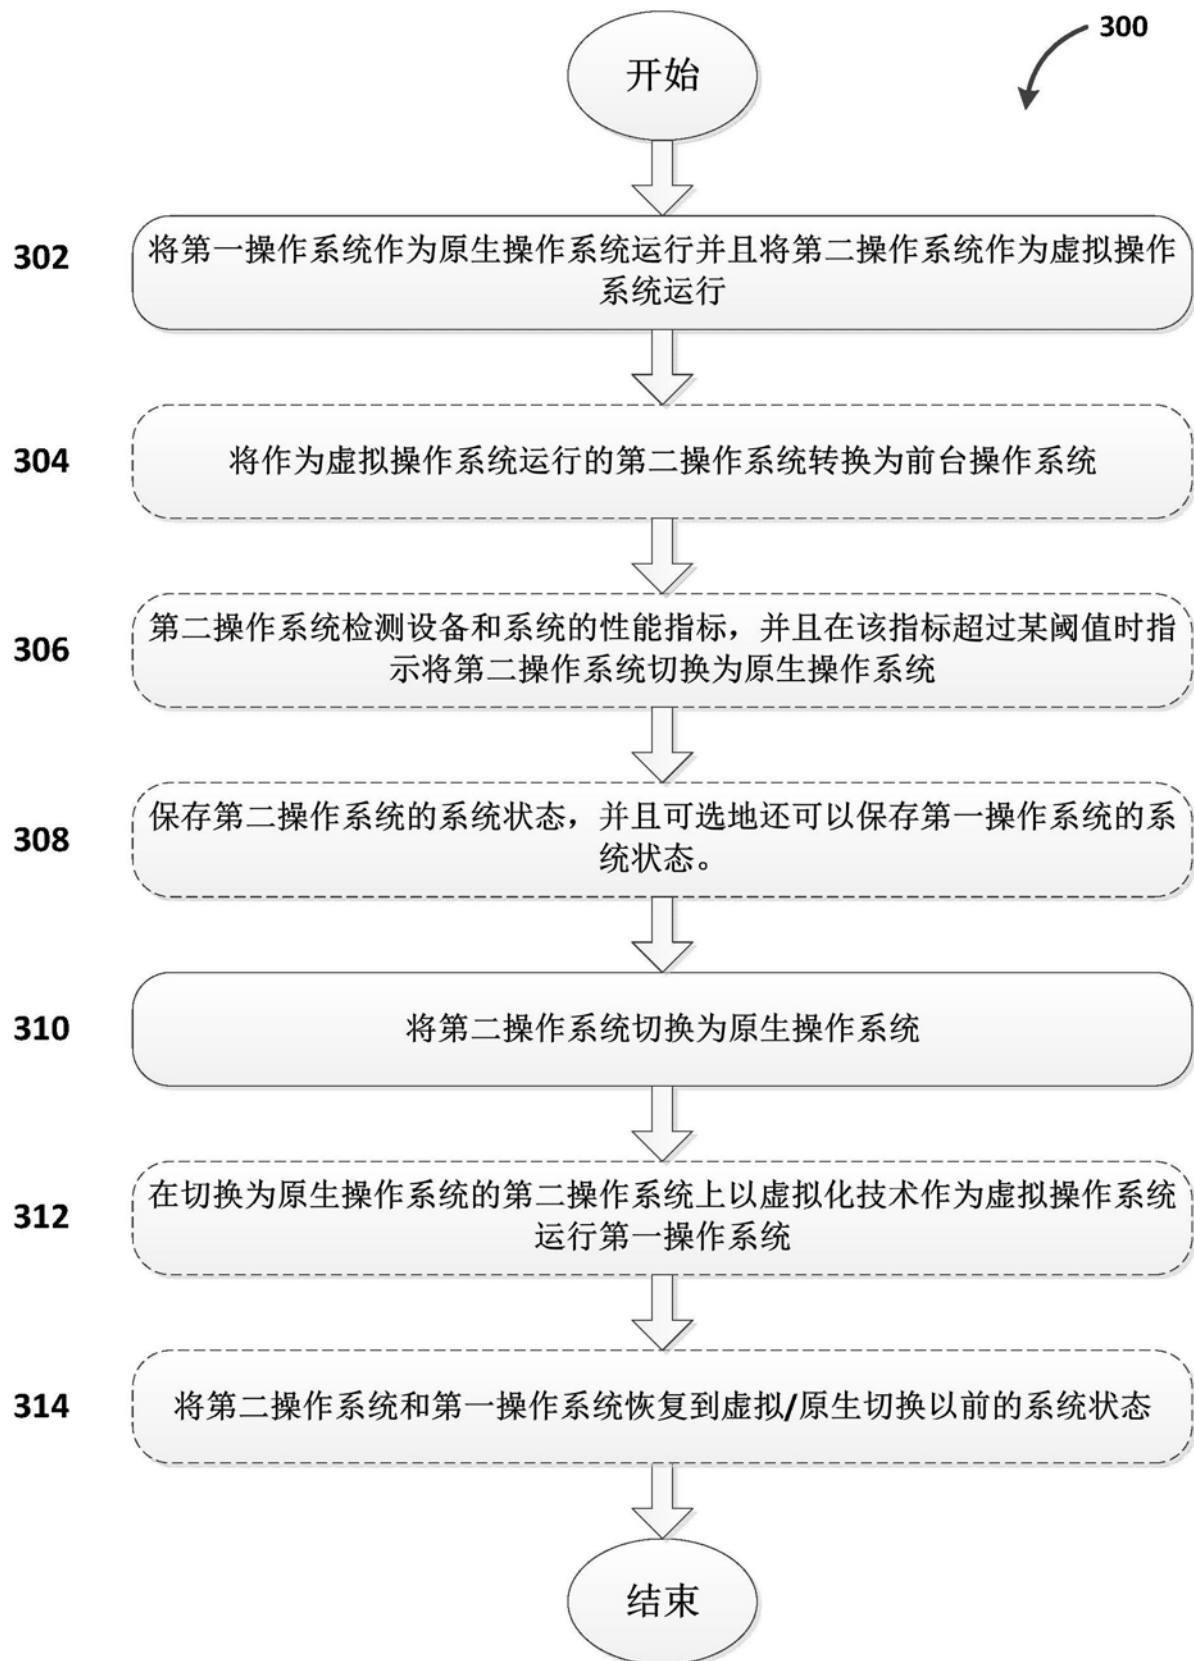 300
开始
302
将第一操作系统作为原生操作系统运行并且将第二操作系统作为虚拟操作
系统运行
304
将作为虚拟操作系统运行的第二操作系统转换为前台操作系统
306
第二操作系统检测设备和系统的性能指标，并且在该指标超过某阈值时指
示将第二操作系统切换为原生操作系统
308
保存第二操作系统的系统状态，并且可选地还可以保存第一操作系统的系
统状态。
310
将第二操作系统切换为原生操作系统
312
在切换为原生操作系统的第二操作系统上以虚拟化技术作为虚拟操作系统
运行第一操作系统
314
将第二操作系统和第一操作系统恢复到虚拟/原生切换以前的系统状态
结束